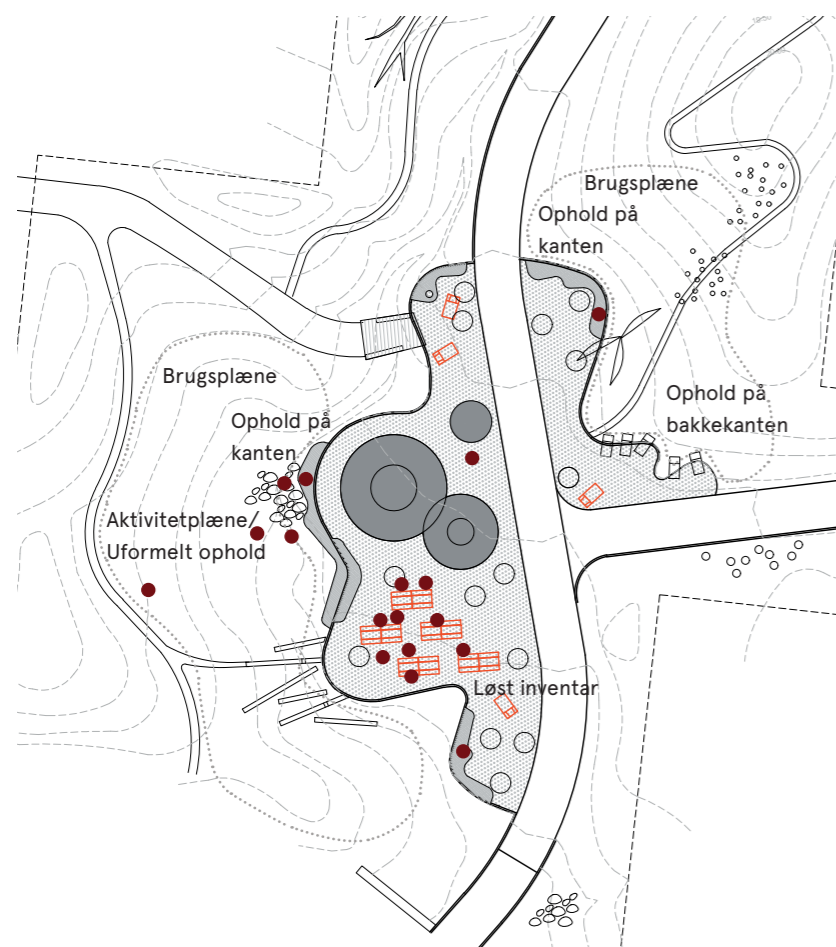 Brugsplæne
Ophold på
kanten
Brugsplæne
Ophold på
kanten
Ophold på
bakkekanten
Aktivitetplæne/
Uformelt ophold
Løst inventar